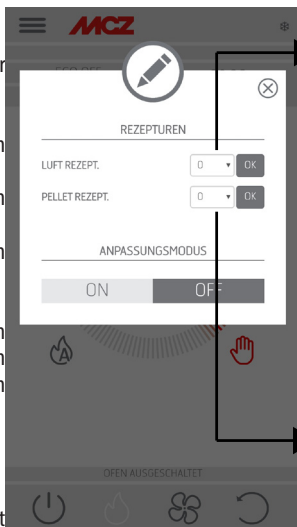 MCZ
REZEPTUREN
LUFT REZEPT. 0 OK
PELLET REZEPT. 0 OK
ANPASSUNGSMODUS
ON OFF
A
OFEN AUSGESCHALTET